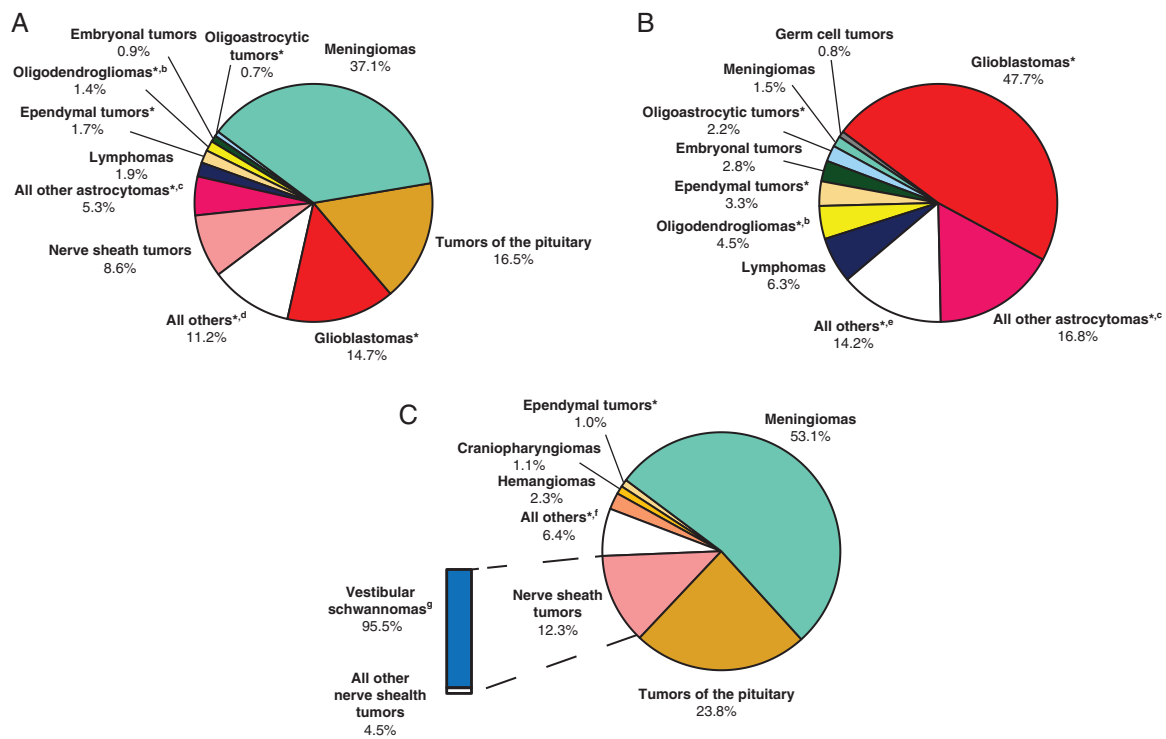 A
Embryonal tumors
0.9%
Oligoastrocytic
tumors*
0.7%
Meningiomas
37.1%
Oligodendrogliomas*,b
1.4%
Ependymal tumors*
1.7%
Lymphomas
1.9%
All other astrocytomas*,c
5.3%
Nerve sheath tumors
8.6%
All others*,d
11.2%
Glioblastomas*
14.7%
Tumors of the pituitary
16.5%
B
Germ cell tumors
0.8%
Glioblastomas*
47.7%
Meningiomas
1.5%
Oligoastrocytic tumors*
2.2%
Embryonal tumors
2.8%
Ependymal tumors*
3.3%
Oligodendrogliomas*,b
4.5%
Lymphomas
6.3%
All others*,e
14.2%
All other astrocytomas*,c
16.8%
C
Ependymal tumors*
1.0%
Meningiomas
53.1%
Craniopharyngiomas
1.1%
Hemangiomas
2.3%
All others*,f
6.4%
Nerve sheath
tumors
12.3%
Vestibular
schwannomasg
95.5%
All other
nerve shealth
tumors
4.5%
Tumors of the pituitary
23.8%